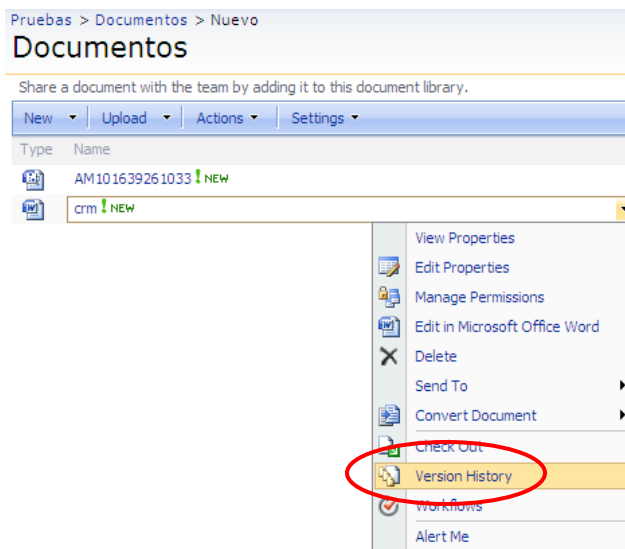 Pruebas > Documentos > Nuevo
Documentos
Share a document with the team by adding it to this document library.
New Upload Actions Settings
Type Name
AM101639261033 ! NEW
crm ! NEW
View Properties
Edit Properties
Manage Permissions
Edit in Microsoft Office Word
Delete
Send To
Convert Document
Check Out
Version History
Workflows
Alert Me